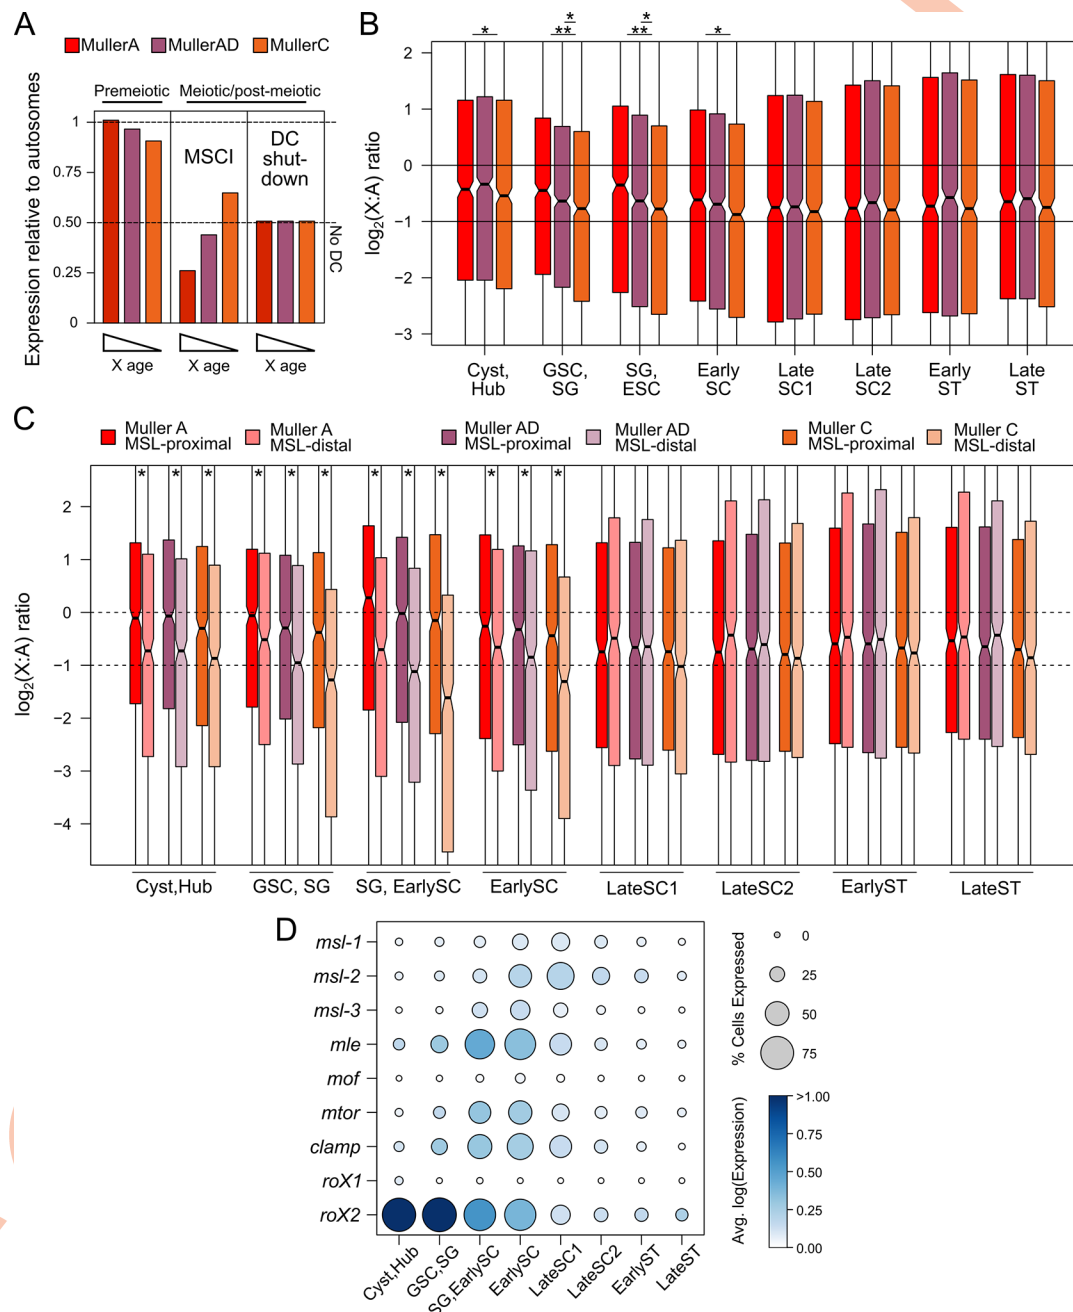 A
MullerA MullerAD MullerC
Premeiotic Meiotic/post-meiotic
Expression relative to autosomes
1
0.75
0.50
0.25
0
MSCI
DC
shut-
down
No DC
X age X age X age
B
* ** * ** * *
log2(X:A) ratio
2
1
0
−1
−2
−3
Cyst,
Hub
GSC,
SG
SG,
ESC
Early
SC
Late
SC1
Late
SC2
Early
ST
Late
ST
C
Muller A
MSL-proximal
Muller A
MSL-distal
Muller AD
MSL-proximal
Muller AD
MSL-distal
Muller C
MSL-proximal
Muller C
MSL-distal
* * * * * * * * * * * *
log2(X:A) ratio
2
1
0
−1
−2
−3
−4
Cyst,Hub GSC, SG SG, EarlySC EarlySC LateSC1 LateSC2 EarlyST LateST
D
msl-1
msl-2
msl-3
mle
mof
mtor
clamp
roX1
roX2
Cyst,Hub GSC,SG SG,EarlySC EarlySC LateSC1 LateSC2 EarlyST LateST
% Cells Expressed
0
25
50
75
Avg. log(Expression)
>1.00
0.75
0.50
0.25
0.00